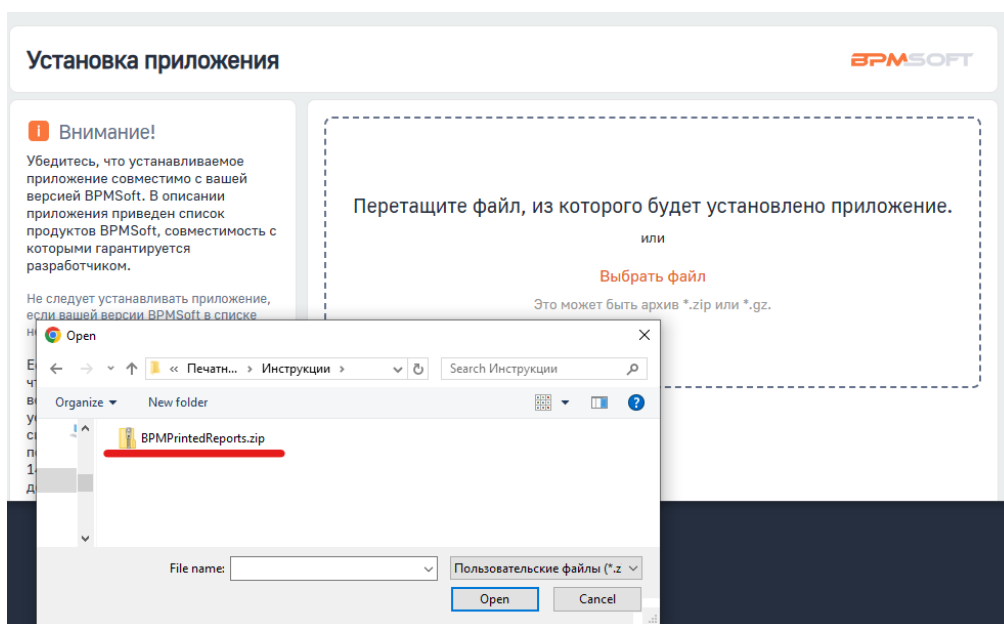 Установка приложения
BPMSOFT
Внимание!
Убедитесь, что устанавливаемое
приложение совместимо с вашей
версией BPMSoft. В описании
приложения приведен список
продуктов BPMSoft, совместимость с
которыми гарантируется
разработчиком.
Не следует устанавливать приложение,
если вашей версии BPMSoft в списке
Перетащите файл, из которого будет установлено приложение.
или
Выбрать файл
Это может быть архив *.zip или *.gz.
Open
« Печатн... › Инструкции ›
Search Инструкции
Organize
New folder
BPMPrintedReports.zip
File name:
Пользовательские файлы (*.z
Open
Cancel